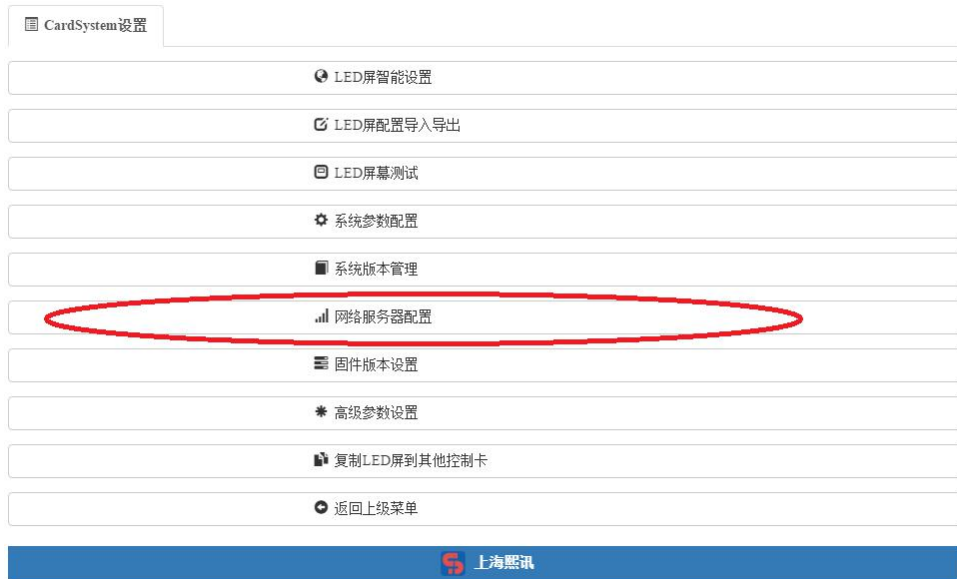 CardSystem设置
LED屏智能设置
LED屏配置导入导出
LED屏幕测试
系统参数配置
系统版本管理
网络服务器配置
固件版本设置
高级参数设置
复制LED屏到其他控制卡
返回上级菜单
上海熙讯